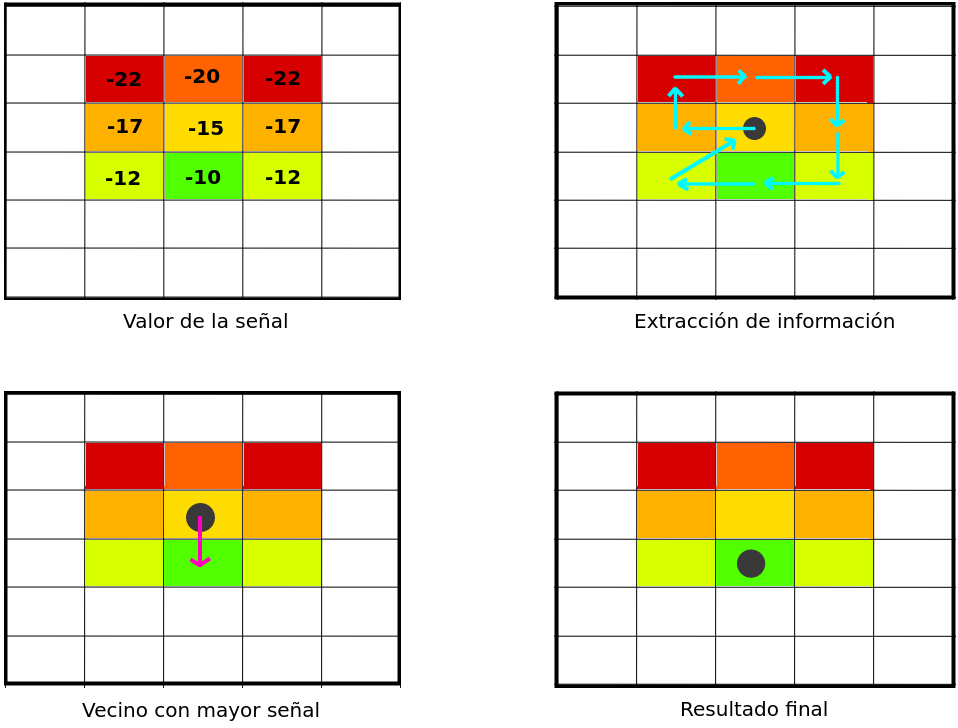 -22 -20 -22
-17 -15 -17
-12 -10 -12
Valor de la señal
Extracción de información
Vecino con mayor señal
Resultado final